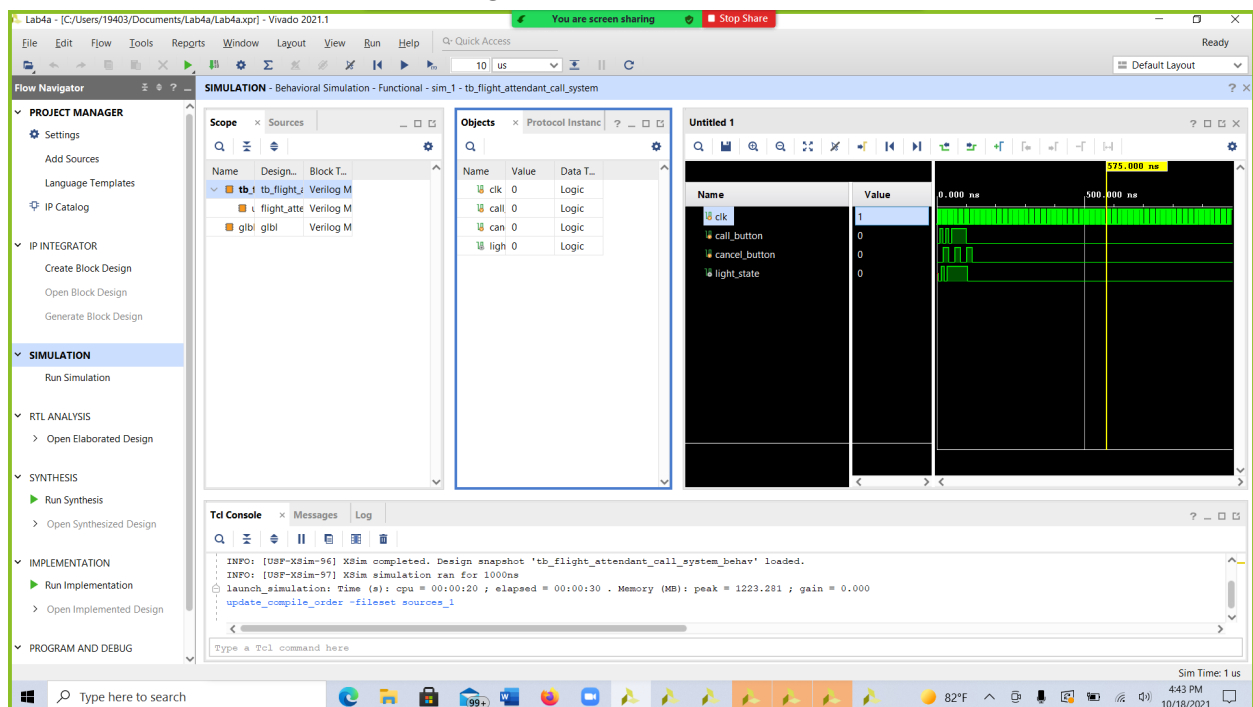 Lab4a - [C:/Users/19403/Documents/Lab4a/Lab4a.xpr] - Vivado 2021.1
You are screen sharing
Stop Share
File Edit Flow Tools Reports Window Layout View Run Help
Quick Access
Ready
10 us
Default Layout
Flow Navigator
SIMULATION - Behavioral Simulation - Functional - sim_1 - tb_flight_attendant_call_system
PROJECT MANAGER
Settings
Add Sources
Language Templates
IP Catalog
IP INTEGRATOR
Create Block Design
Open Block Design
Generate Block Design
SIMULATION
Run Simulation
RTL ANALYSIS
Open Elaborated Design
SYNTHESIS
Run Synthesis
Open Synthesized Design
IMPLEMENTATION
Run Implementation
Open Implemented Design
PROGRAM AND DEBUG
Scope Sources
Name Design... Block T...
tb_f tb_flight_a Verilog M
u flight_atte Verilog M
glbl glbl Verilog M
Objects Protocol Instanc
Name Value Data T...
clk 0 Logic
call 0 Logic
can 0 Logic
ligh 0 Logic
Untitled 1
Name Value
clk 1
call_button 0
cancel_button 0
light_state 0
575.000 ns
0.000 ns 500.000 ns
Tcl Console Messages Log
INFO: [USF-XSim-96] XSim completed. Design snapshot 'tb_flight_attendant_call_system_behav' loaded.
INFO: [USF-XSim-97] XSim simulation ran for 1000ns
launch_simulation: Time (s): cpu = 00:00:20 ; elapsed = 00:00:30 . Memory (MB): peak = 1223.281 ; gain = 0.000
update_compile_order -fileset sources_1
Type a Tcl command here
Sim Time: 1 us
Type here to search
99+
82°F
4:43 PM
10/18/2021